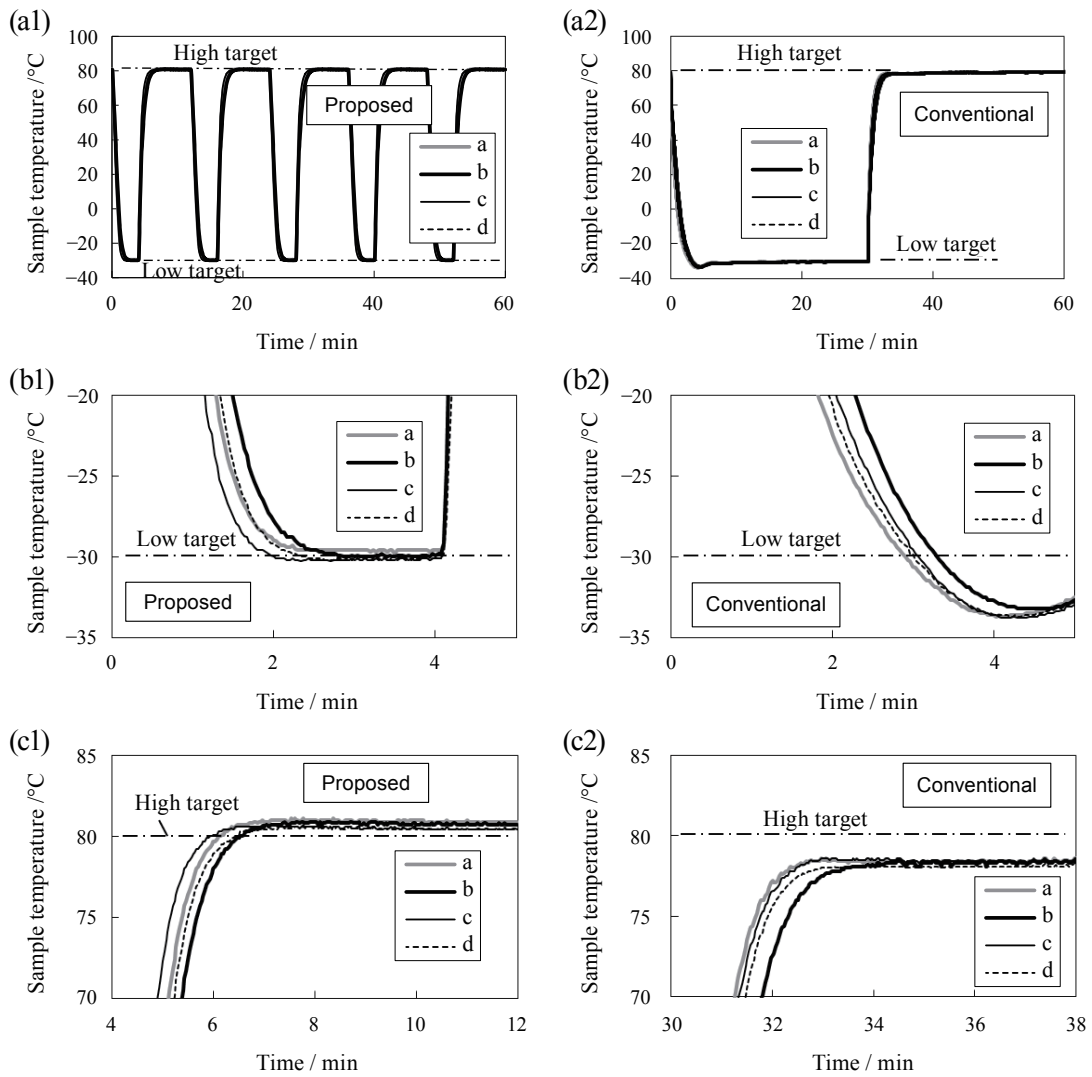 (a1)
Sample temperature /°C
100
80
60
40
20
0
−20
−40
High target
Proposed
a
b
c
d
Low target
0
20
40
60
Time / min
(a2)
Sample temperature /°C
100
80
60
40
20
0
−20
−40
High target
Conventional
a
b
c
d
Low target
0
20
40
60
Time / min
(b1)
Sample temperature /°C
−20
−25
−30
−35
a
b
c
d
Low target
Proposed
0
2
4
Time / min
(b2)
Sample temperature /°C
−20
−25
−30
−35
a
b
c
d
Low target
Conventional
2
4
Time / min
(c1)
Sample temperature /°C
85
80
75
70
Proposed
High target
a
b
c
d
4
6
8
10
12
Time / min
(c2)
Sample temperature /°C
85
80
75
70
Conventional
High target
a
b
c
d
30
32
34
36
38
Time / min